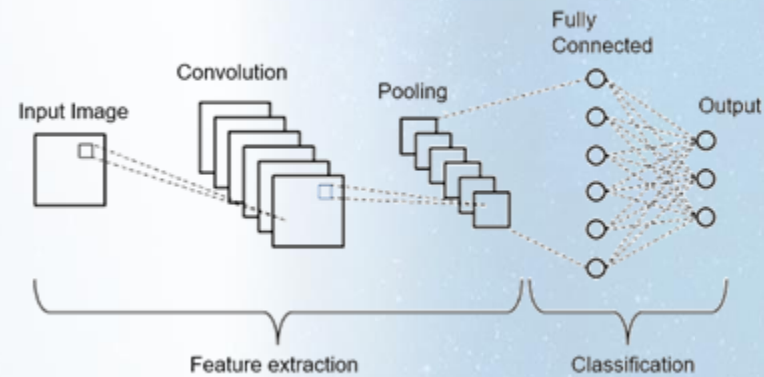 Fully
Connected
Convolution
Pooling
Input Image
Output
Feature extraction
Classification